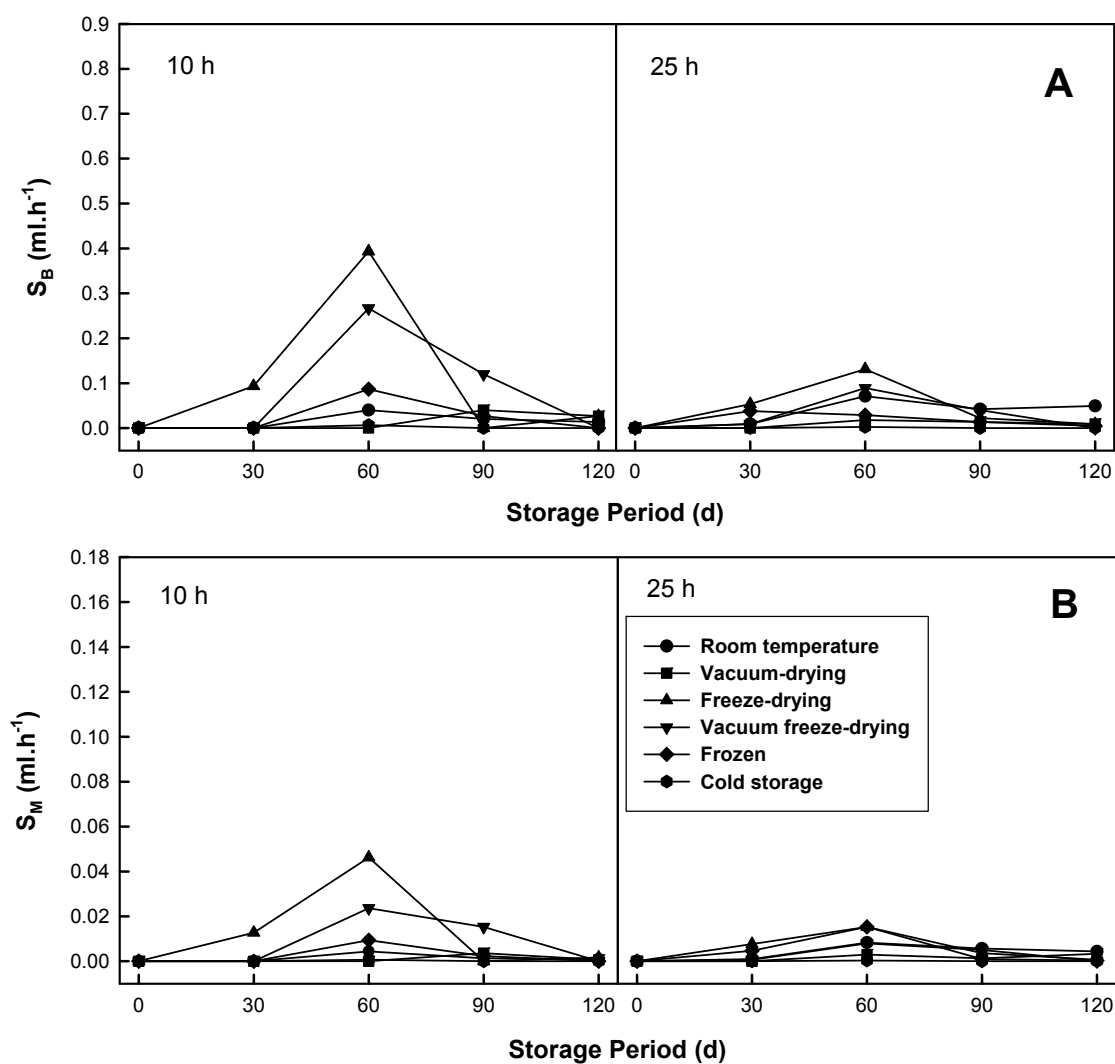 0.9
0.8
0.7
0.6
0.5
0.4
0.3
0.2
0.1
0.0
S_B (ml.h⁻¹)
10 h
25 h
A
0 30 60 90 120 0 30 60 90 120
Storage Period (d)
0.18
0.16
0.14
0.12
0.10
0.08
0.06
0.04
0.02
0.00
S_M (ml.h⁻¹)
10 h
25 h
B
Room temperature
Vacuum-drying
Freeze-drying
Vacuum freeze-drying
Frozen
Cold storage
0 30 60 90 120 0 30 60 90 120
Storage Period (d)